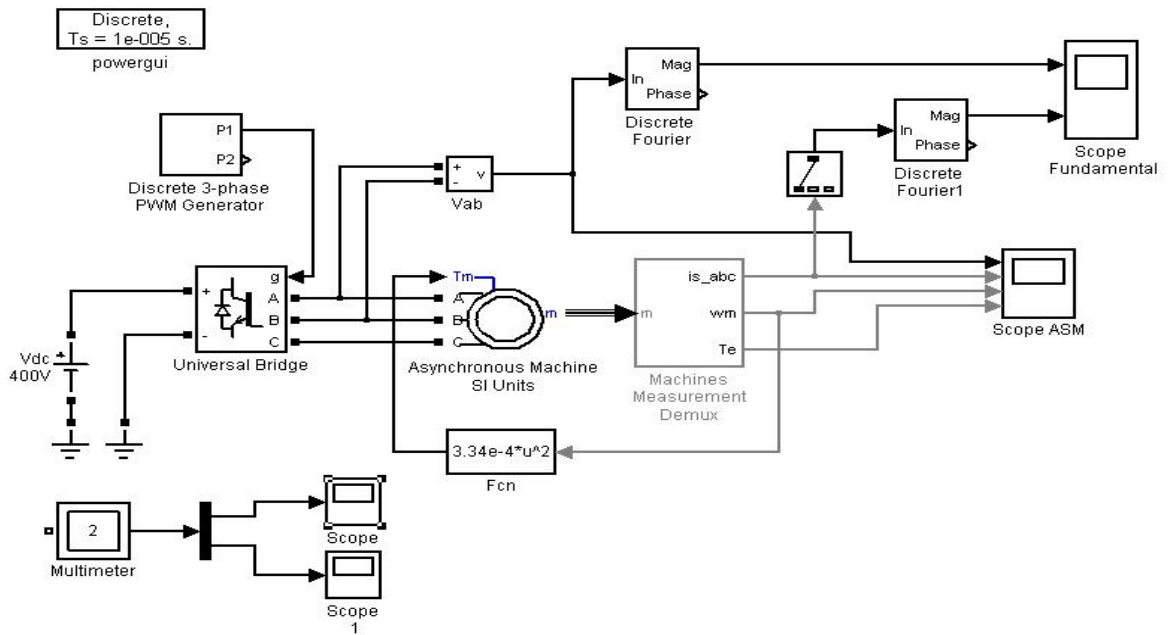 Discrete,
Ts = 1e-005 s.
powergui
P1
P2
Discrete 3-phase
PWM Generator
+
-
v
Vab
In
Mag
Phase
Discrete
Fourier
In
Mag
Phase
Discrete
Fourier1
Scope
Fundamental
g
+
A
B
-
C
Universal Bridge
Vdc
400V
+
Tm
A
B
C
m
Asynchronous Machine
SI Units
m
is_abc
wm
Te
Machines
Measurement
Demux
Scope ASM
3.34e-4*u^2
Fcn
2
Multimeter
Scope
Scope
1